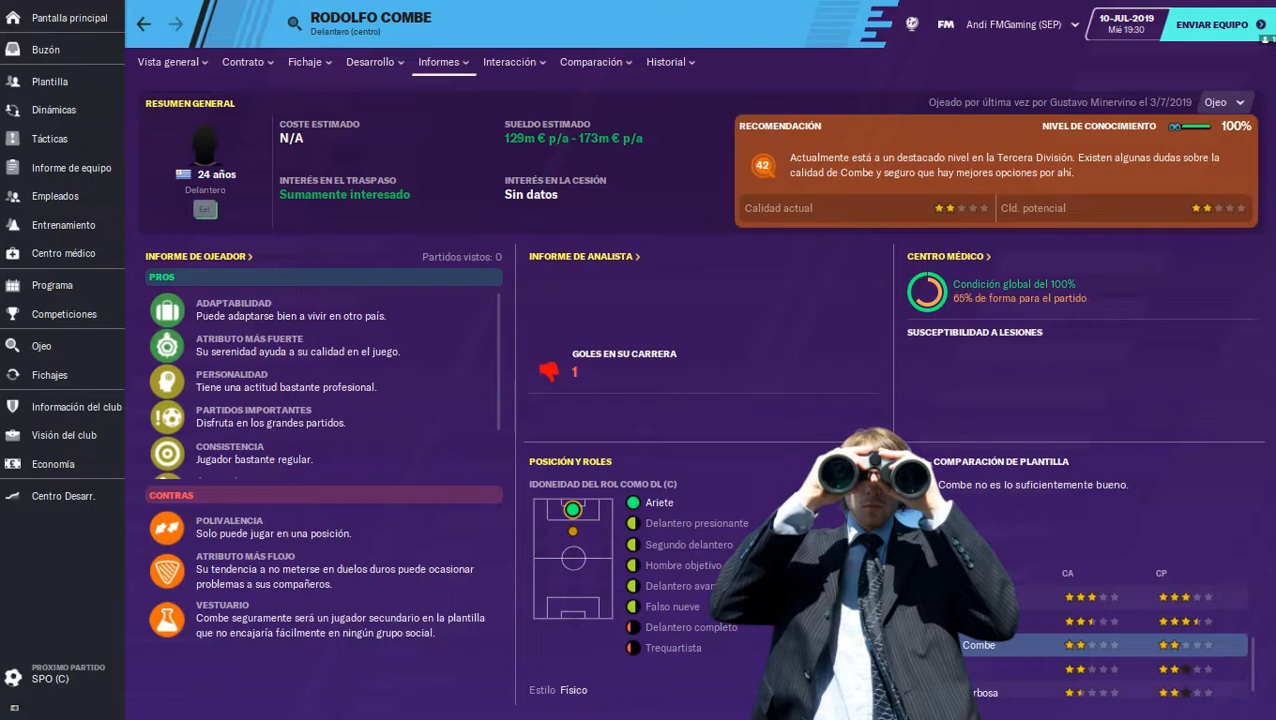 Pantalla principal
Buzón
Plantilla
Dinámicas
Tácticas
Informe de equipo
Empleados
Entrenamiento
Centro médico
Programa
Competiciones
Ojeo
Fichajes
Información del club
Visión del club
Economía
Centro Desarr.
PRÓXIMO PARTIDO
SPO (C)
RODOLFO COMBE
Delantero (centro)
FM
Andi FMGaming (SEP)
10-JUL-2019
Mié 19:30
ENVIAR EQUIPO
1
Vista general
Contrato
Fichaje
Desarrollo
Informes
Interacción
Comparación
Historial
RESUMEN GENERAL
Ojeado por última vez por Gustavo Minervino el 3/7/2019
Ojeo
24 años
Delantero
Ext
COSTE ESTIMADO
N/A
SUELDO ESTIMADO
129m € p/a - 173m € p/a
INTERÉS EN EL TRASPASO
Sumamente interesado
INTERÉS EN LA CESIÓN
Sin datos
RECOMENDACIÓN
NIVEL DE CONOCIMIENTO
100%
42
Actualmente está a un destacado nivel en la Tercera División. Existen algunas dudas sobre la
calidad de Combe y seguro que hay mejores opciones por ahí.
Calidad actual
Cld. potencial
INFORME DE OJEADOR
Partidos vistos: 0
PROS
ADAPTABILIDAD
Puede adaptarse bien a vivir en otro país.
ATRIBUTO MÁS FUERTE
Su serenidad ayuda a su calidad en el juego.
PERSONALIDAD
Tiene una actitud bastante profesional.
PARTIDOS IMPORTANTES
Disfruta en los grandes partidos.
CONSISTENCIA
Jugador bastante regular.
CONTRAS
POLIVALENCIA
Solo puede jugar en una posición.
ATRIBUTO MÁS FLOJO
Su tendencia a no meterse en duelos duros puede ocasionar
problemas a sus compañeros.
VESTUARIO
Combe seguramente será un jugador secundario en la plantilla
que no encajaría fácilmente en ningún grupo social.
INFORME DE ANALISTA
GOLES EN SU CARRERA
1
POSICIÓN Y ROLES
IDONEIDAD DEL ROL COMO DL (C)
Ariete
Delantero presionante
Segundo delantero
Hombre objetivo
Delantero avan
Falso nueve
Delantero completo
Trequartista
Estilo Físico
CENTRO MÉDICO
Condición global del 100%
65% de forma para el partido
SUSCEPTIBILIDAD A LESIONES
COMPARACIÓN DE PLANTILLA
Combe no es lo suficientemente bueno.
CA
CP
Combe
rbosa